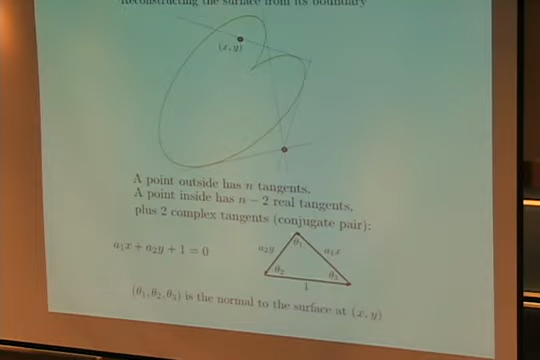 Reconstructing the surface from its boundary
(x, y)
A point outside has n tangents.
A point inside has n − 2 real tangents,
plus 2 complex tangents (conjugate pair):
a₁x + a₂y + 1 = 0
a₂y θ₁ a₁x
θ₂ θ₃
1
(θ₁, θ₂, θ₃) is the normal to the surface at (x, y)